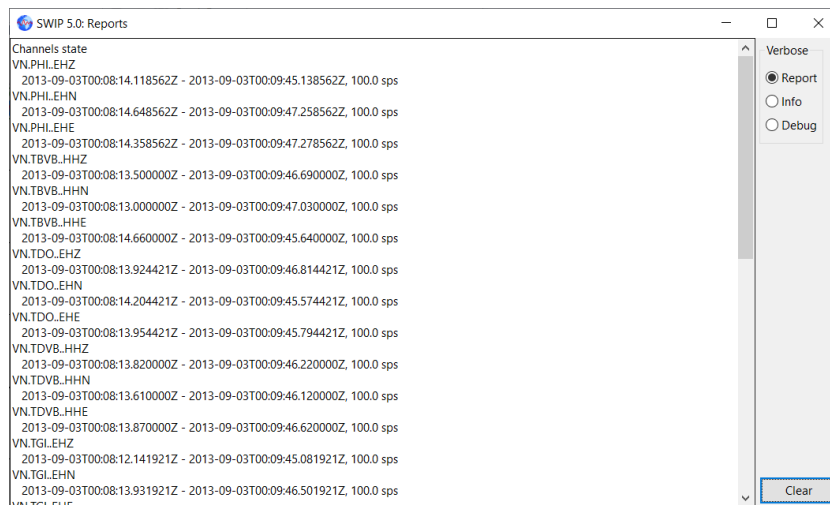 SWIP 5.0: Reports
Channels state
VN.PHI..EHZ
2013-09-03T00:08:14.118562Z - 2013-09-03T00:09:45.138562Z, 100.0 sps
VN.PHI..EHN
2013-09-03T00:08:14.648562Z - 2013-09-03T00:09:47.258562Z, 100.0 sps
VN.PHI..EHE
2013-09-03T00:08:14.358562Z - 2013-09-03T00:09:47.278562Z, 100.0 sps
VN.TBVB..HHZ
2013-09-03T00:08:13.500000Z - 2013-09-03T00:09:46.690000Z, 100.0 sps
VN.TBVB..HHN
2013-09-03T00:08:13.000000Z - 2013-09-03T00:09:47.030000Z, 100.0 sps
VN.TBVB..HHE
2013-09-03T00:08:14.660000Z - 2013-09-03T00:09:45.640000Z, 100.0 sps
VN.TDO..EHZ
2013-09-03T00:08:13.924421Z - 2013-09-03T00:09:46.814421Z, 100.0 sps
VN.TDO..EHN
2013-09-03T00:08:14.204421Z - 2013-09-03T00:09:45.574421Z, 100.0 sps
VN.TDO..EHE
2013-09-03T00:08:13.954421Z - 2013-09-03T00:09:45.794421Z, 100.0 sps
VN.TDVB..HHZ
2013-09-03T00:08:13.820000Z - 2013-09-03T00:09:46.220000Z, 100.0 sps
VN.TDVB..HHN
2013-09-03T00:08:13.610000Z - 2013-09-03T00:09:46.120000Z, 100.0 sps
VN.TDVB..HHE
2013-09-03T00:08:13.870000Z - 2013-09-03T00:09:46.620000Z, 100.0 sps
VN.TGI..EHZ
2013-09-03T00:08:12.141921Z - 2013-09-03T00:09:45.081921Z, 100.0 sps
VN.TGI..EHN
2013-09-03T00:08:13.931921Z - 2013-09-03T00:09:46.501921Z, 100.0 sps
VN.TGI..EHE
Verbose
Report
Info
Debug
Clear